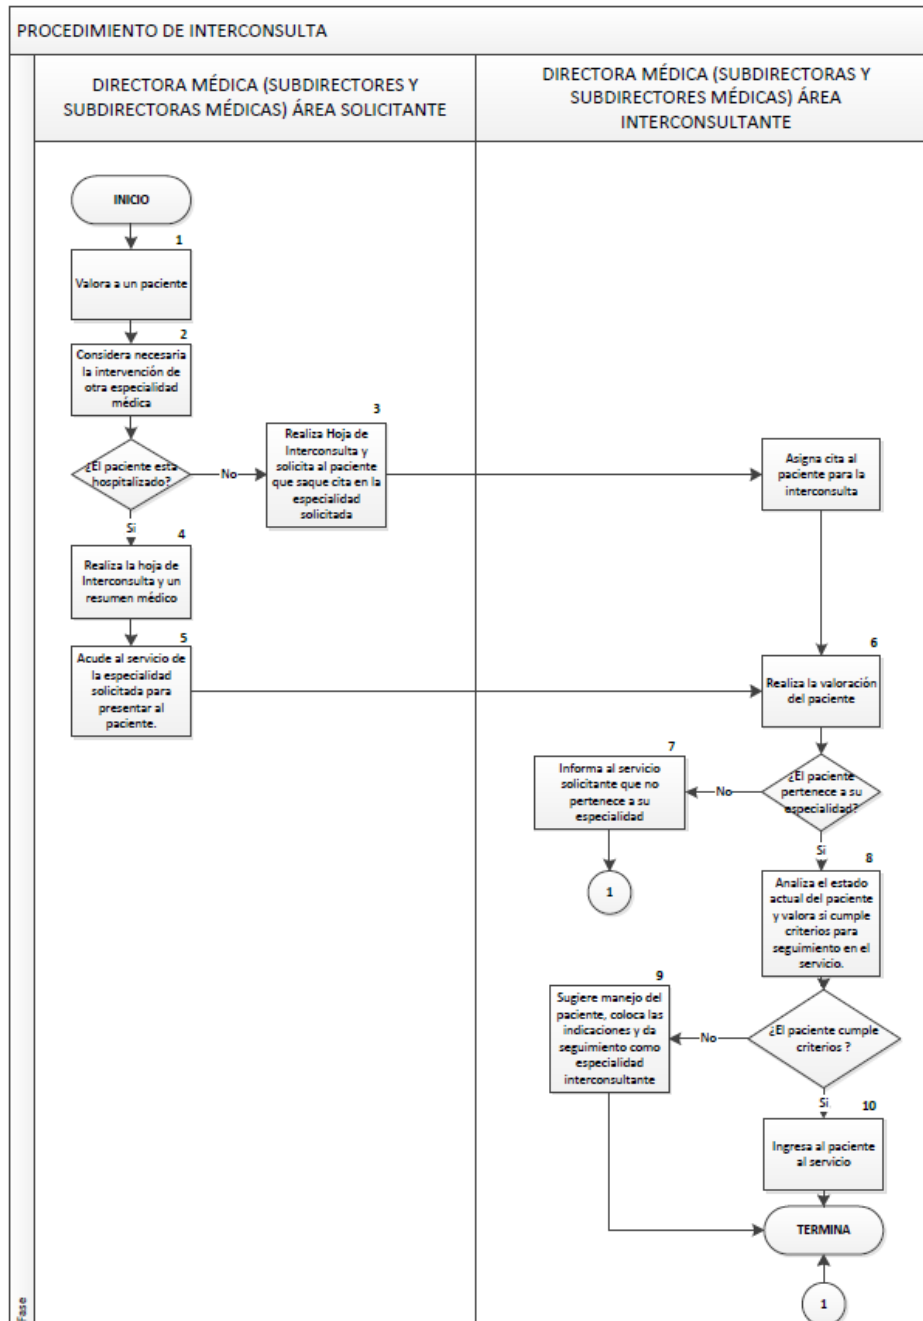 PROCEDIMIENTO DE INTERCONSULTA
DIRECTORA MÉDICA (SUBDIRECTORES Y
SUBDIRECTORAS MÉDICAS) ÁREA SOLICITANTE
DIRECTORA MÉDICA (SUBDIRECTORAS Y
SUBDIRECTORES MÉDICAS) ÁREA
INTERCONSULTANTE
INICIO
1
Valora a un paciente
2
Considera necesaria
la intervención de
otra especialidad
médica
¿El paciente esta
hospitalizado?
No
3
Realiza Hoja de
Interconsulta y
solicita al paciente
que saque cita en la
especialidad
solicitada
Asigna cita al
paciente para la
interconsulta
Si
4
Realiza la hoja de
Interconsulta y un
resumen médico
5
Acude al servicio de
la especialidad
solicitada para
presentar al
paciente.
6
Realiza la valoración
del paciente
¿El paciente
pertenece a su
especialidad?
No
7
Informa al servicio
solicitante que no
pertenece a su
especialidad
1
Si
8
Analiza el estado
actual del paciente
y valora si cumple
criterios para
seguimiento en el
servicio.
¿El paciente cumple
criterios ?
No
9
Sugiere manejo del
paciente, coloca las
indicaciones y da
seguimiento como
especialidad
interconsultante
Si
10
Ingresa al paciente
al servicio
TERMINA
1
Fase